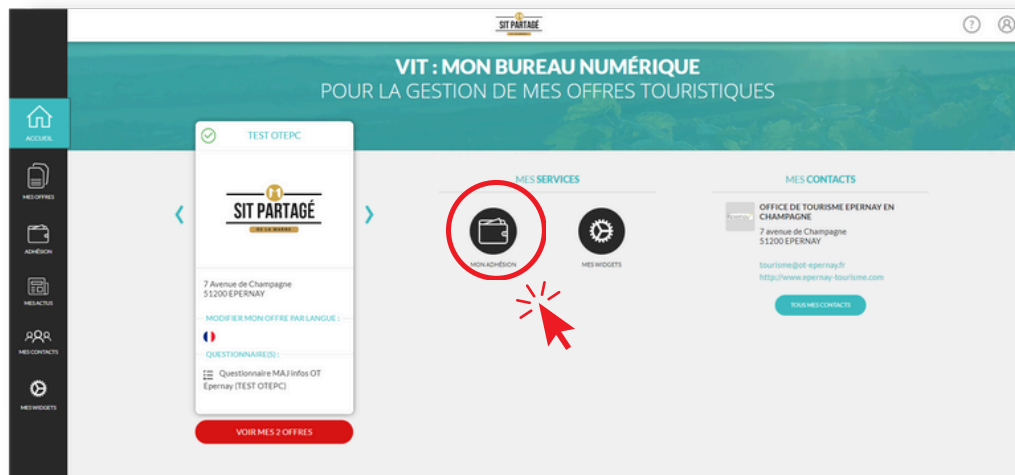 SIT PARTAGÉ
?
VIT : MON BUREAU NUMÉRIQUE
POUR LA GESTION DE MES OFFRES TOURISTIQUES
ACCUEIL
MES OFFRES
ADHÉSION
MES ACTUS
MES CONTACTS
MES WIDGETS
TEST OTEPC
SIT PARTAGÉ
DE LA MARNE
7 Avenue de Champagne
51200 EPERNAY
MODIFIER MON OFFRE PAR LANGUE :
QUESTIONNAIRE(S) :
Questionnaire MAJ infos OT
Epernay (TEST OTEPC)
VOIR MES 2 OFFRES
MES SERVICES
MON ADHÉSION
MES WIDGETS
MES CONTACTS
OFFICE DE TOURISME EPERNAY EN
CHAMPAGNE
7 avenue de Champagne
51200 EPERNAY
tourisme@ot-epernay.fr
http://www.epernay-tourisme.com
TOUS MES CONTACTS